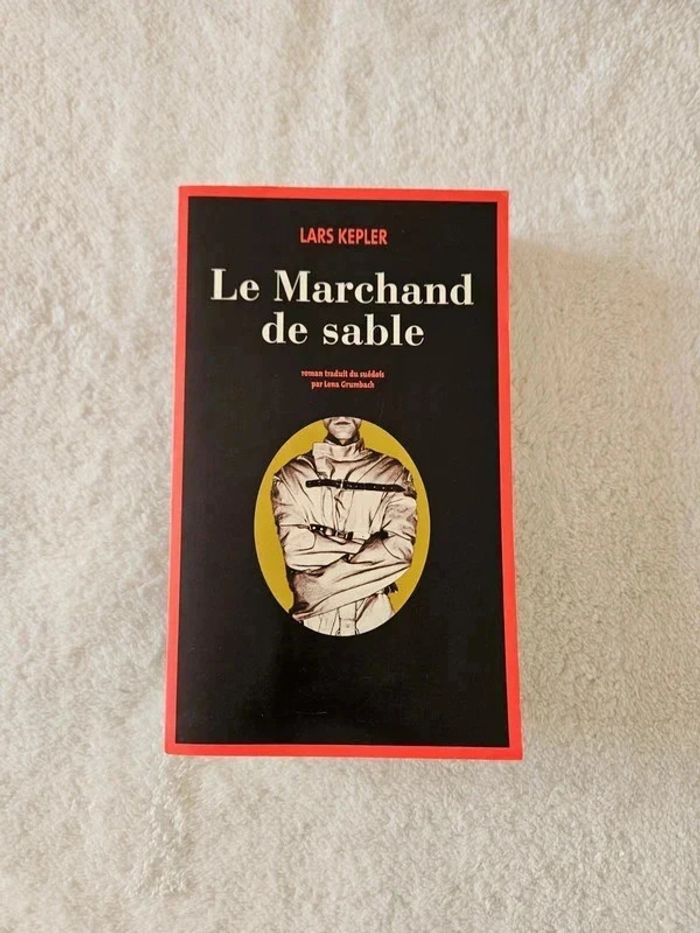 LARS KEPLER
Le Marchand
de sable
roman traduit du suédois
par Lena Grumbach